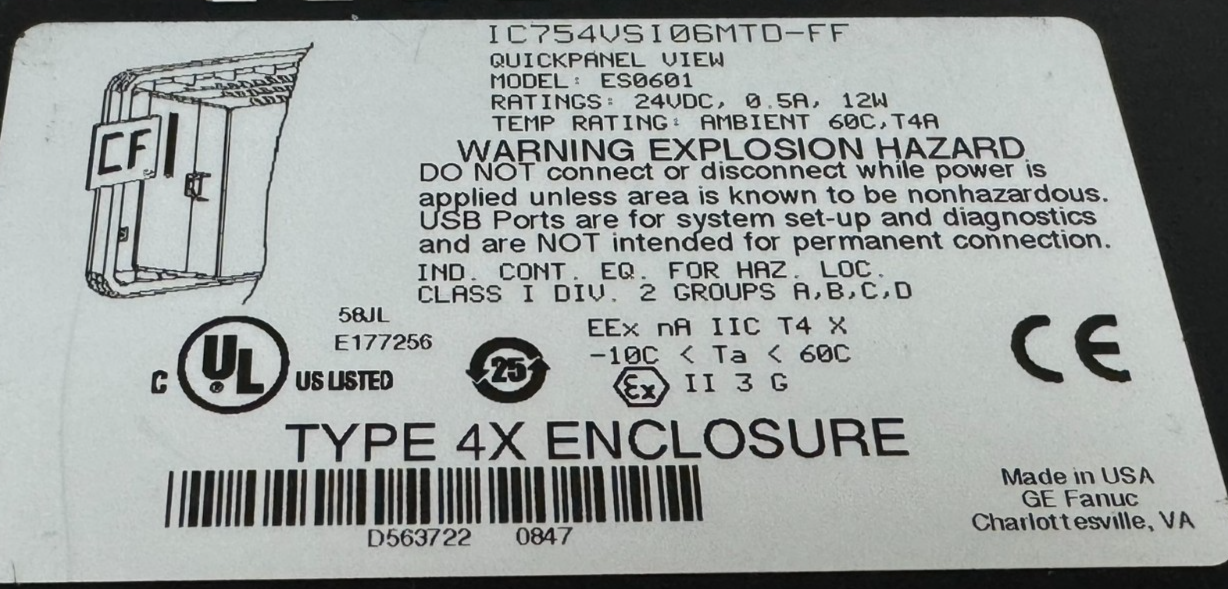 IC754VSI06MTD-FF
QUICKPANEL VIEW
MODEL: ES0601
RATINGS: 24VDC, 0.5A, 12W
TEMP RATING: AMBIENT 60C,T4A
CF
WARNING EXPLOSION HAZARD
DO NOT connect or disconnect while power is
applied unless area is known to be nonhazardous.
USB Ports are for system set-up and diagnostics
and are NOT intended for permanent connection.
IND. CONT. EQ. FOR HAZ. LOC.
CLASS I DIV. 2 GROUPS A,B,C,D
58JL
E177256
C UL ® US LISTED
25
EEx nA IIC T4 X
-10C < Ta < 60C
Ex II 3 G
CE
TYPE 4X ENCLOSURE
D563722 0847
Made in USA
GE Fanuc
Charlottesville, VA